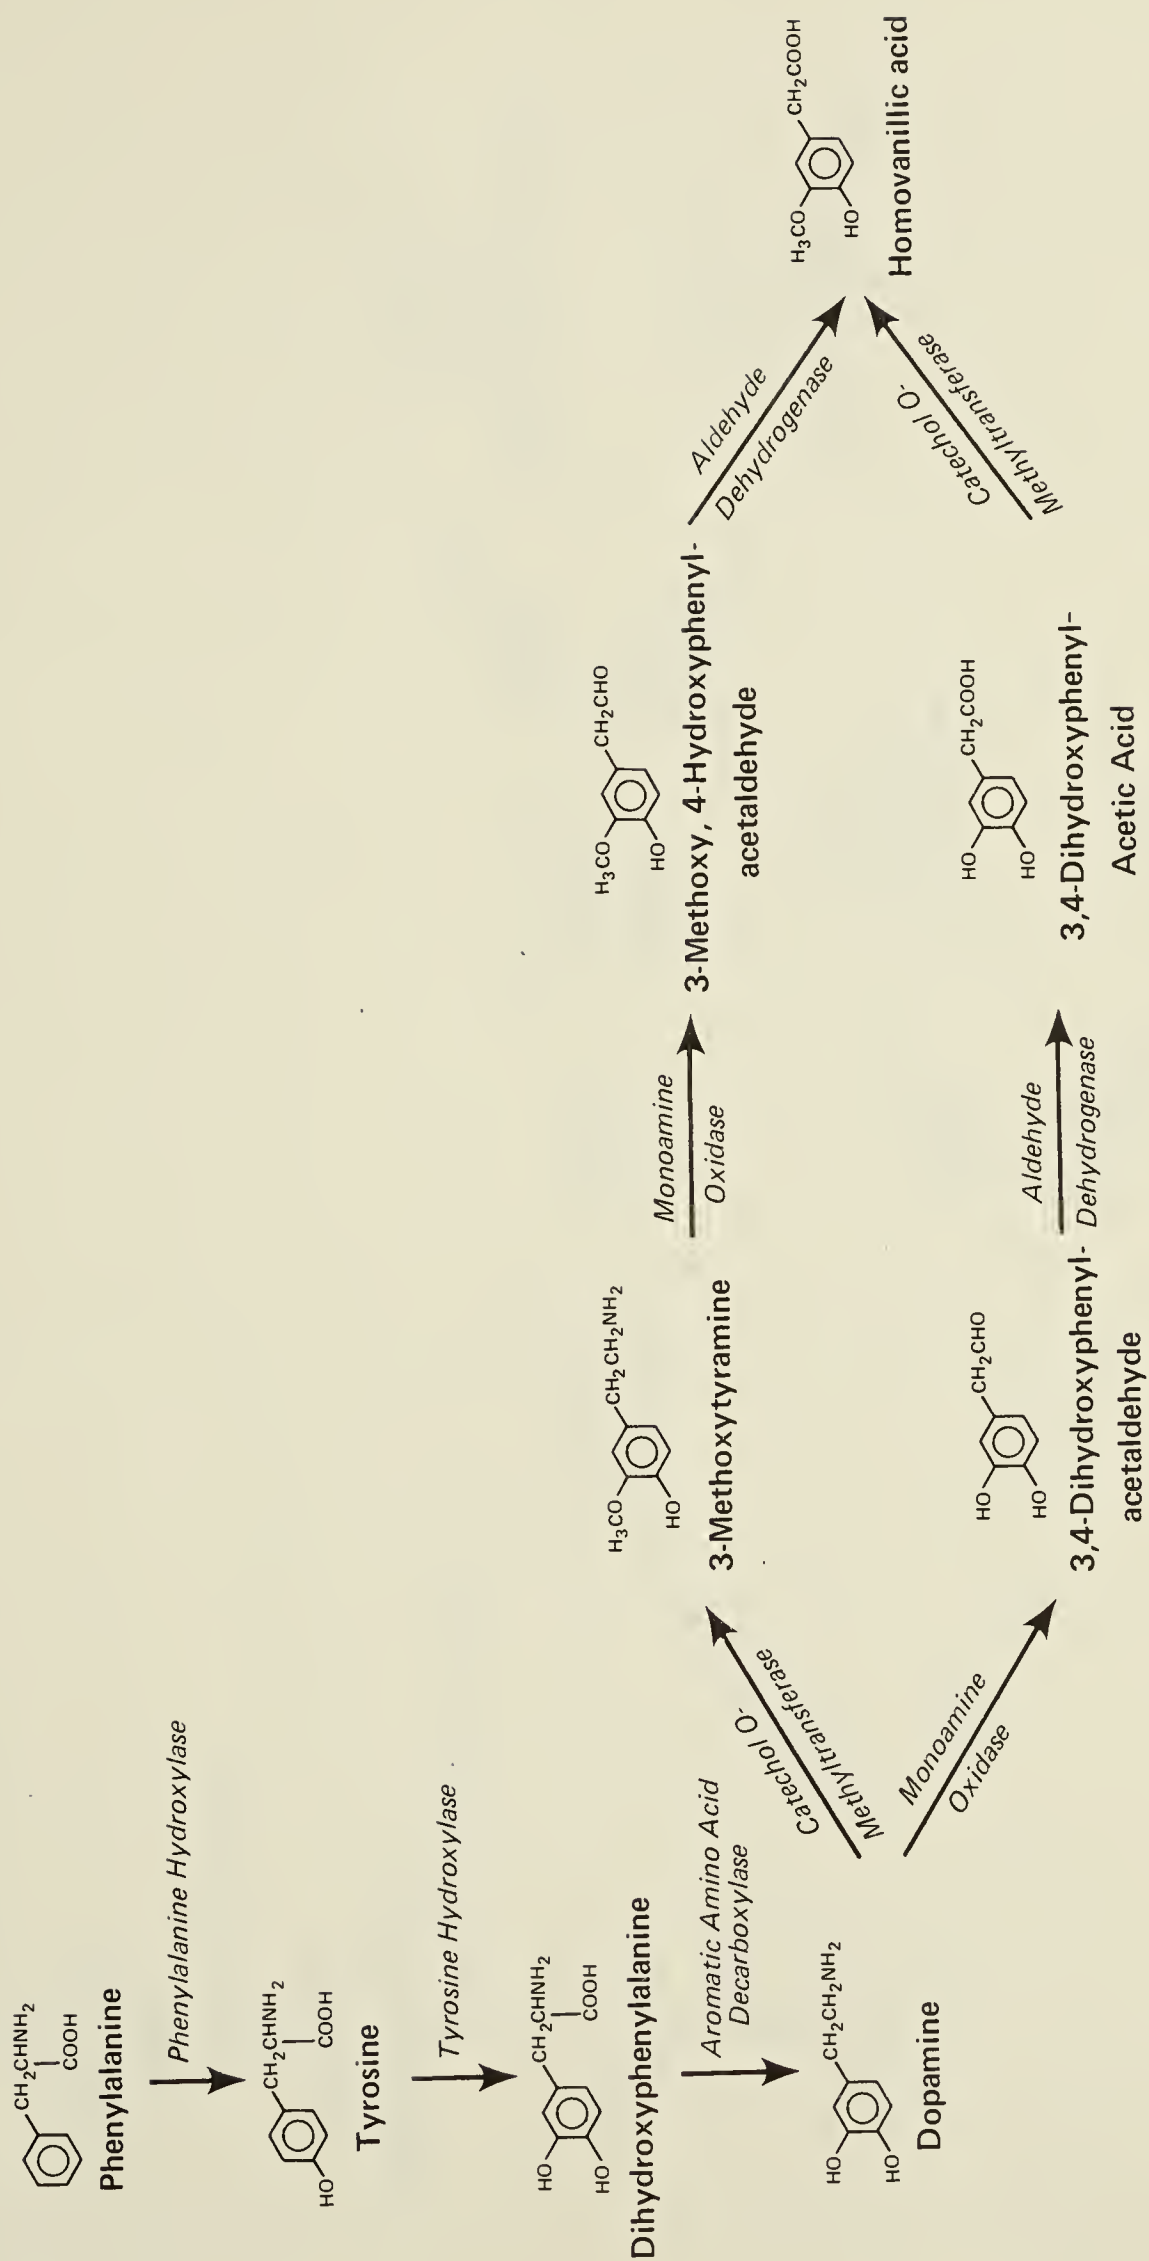 CH₂CHNH₂
COOH
Phenylalanine
Phenylalanine Hydroxylase
CH₂CHNH₂
COOH
HO
Tyrosine
Tyrosine Hydroxylase
CH₂CHNH₂
COOH
HO
HO
Dihydroxyphenylalanine
Aromatic Amino Acid
Decarboxylase
CH₂CH₂NH₂
HO
HO
Dopamine
Catechol O-
Methyltransferase
Monoamine
Oxidase
CH₂CH₂NH₂
H₃CO
HO
3-Methoxytyramine
Monoamine
Oxidase
CH₂CHO
H₃CO
HO
3-Methoxy, 4-Hydroxyphenyl-
acetaldehyde
Aldehyde
Dehydrogenase
CH₂CHO
HO
HO
3,4-Dihydroxyphenyl-
acetaldehyde
Aldehyde
Dehydrogenase
CH₂COOH
HO
HO
3,4-Dihydroxyphenyl-
Acetic Acid
Catechol O-
Methyltransferase
CH₂COOH
H₃CO
HO
Homovanillic acid